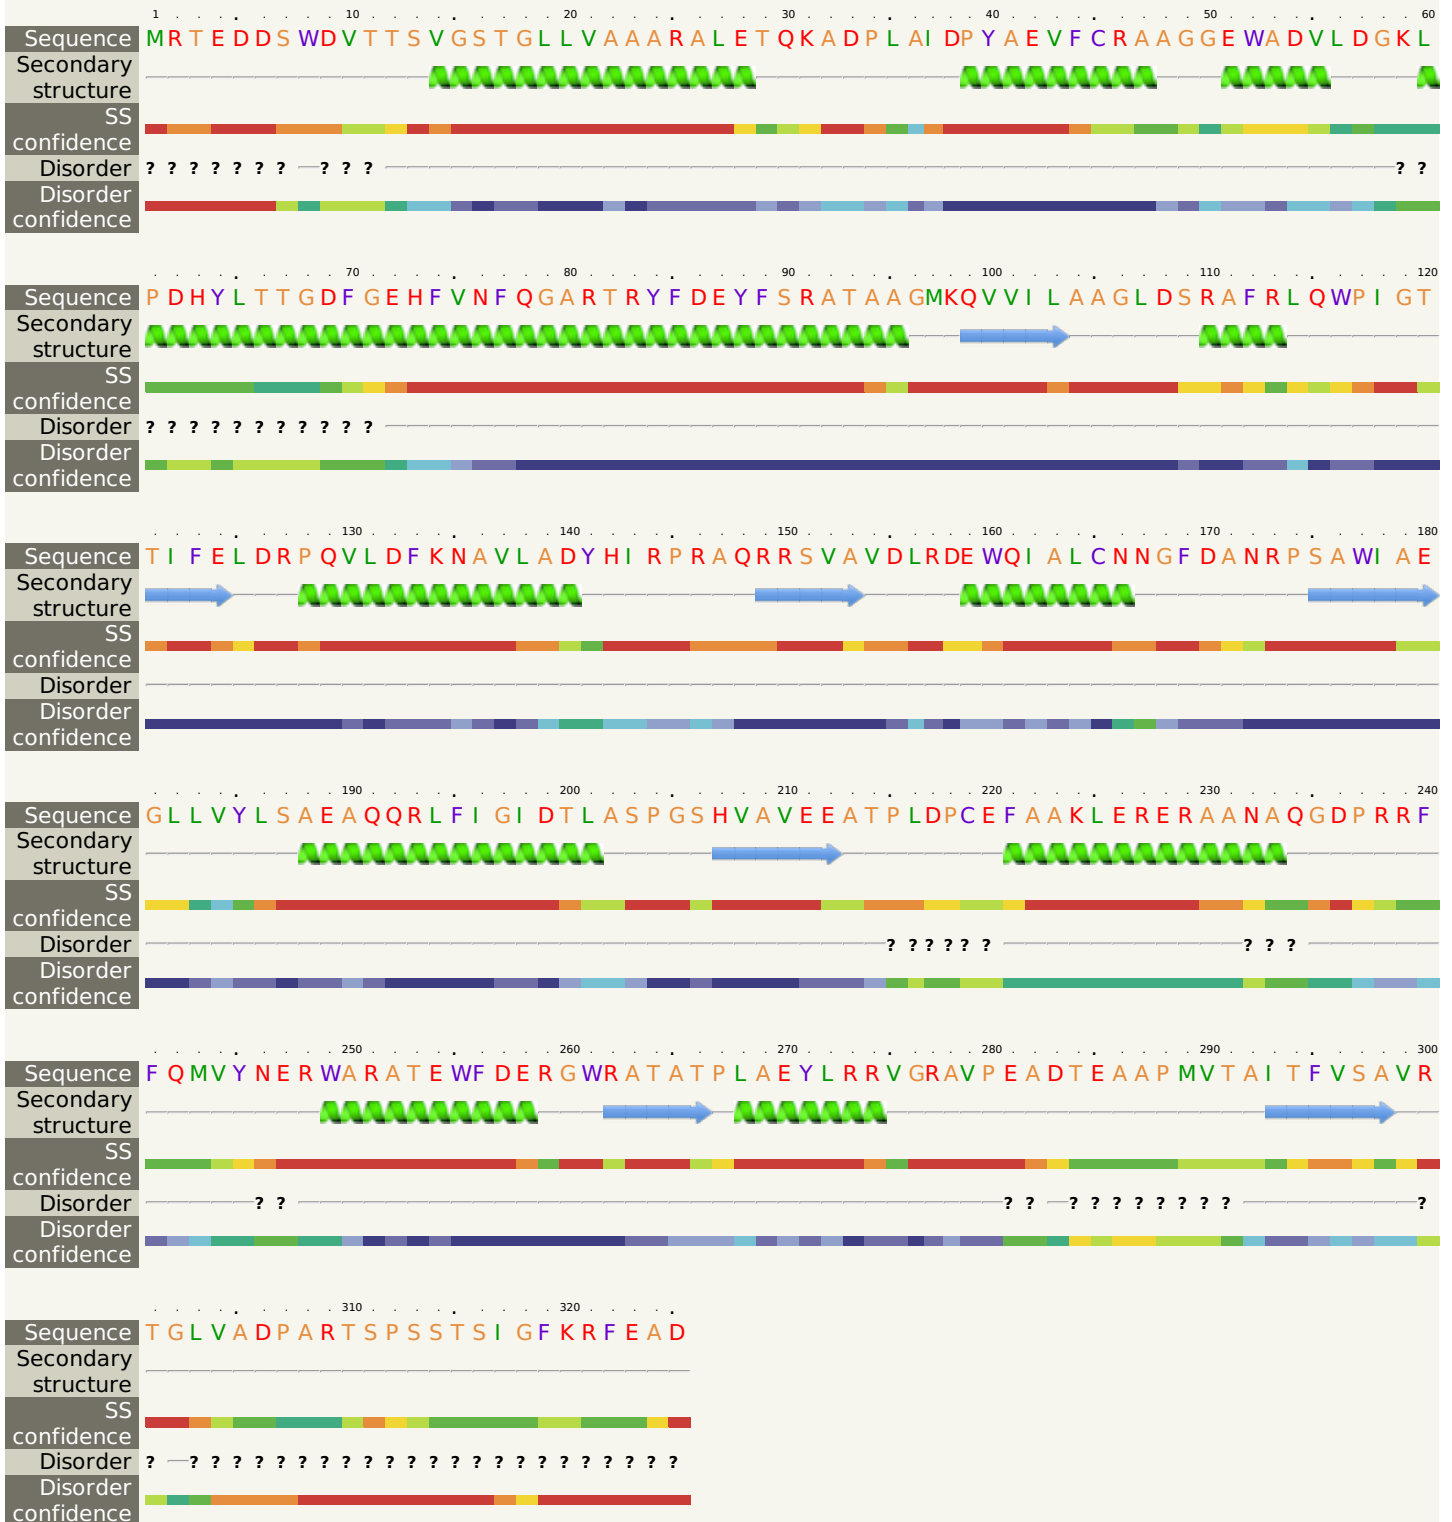 1 . . . . 10 . . . . 20 . . . . 30 . . . . 40 . . . . 50 . . . . 60
Sequence MRTEDDSWDVTTSVGSTGLLVAAARALETQKADPLAIDPYAEVFCRAAGGEWADVLDGKL
Secondary
structure
SS
confidence
Disorder ? ? ? ? ? ? ? ? ? ? ? ?
Disorder
confidence
. . . . 70 . . . . 80 . . . . 90 . . . . 100 . . . . 110 . . . . 120
Sequence PDHYLTTGDFGEHFVNFQGARTRYFDEYFSRATAAGMKQVVILAAGLDSRAFRLQWPIGT
Secondary
structure
SS
confidence
Disorder ? ? ? ? ? ? ? ? ? ? ?
Disorder
confidence
. . . . 130 . . . . 140 . . . . 150 . . . . 160 . . . . 170 . . . . 180
Sequence TIFELDRPQVLDFKNAVLADYHIRPRAQRRSVAVDLRDEWQIALCNNGFDANRPSAWIAE
Secondary
structure
SS
confidence
Disorder
Disorder
confidence
. . . . 190 . . . . 200 . . . . 210 . . . . 220 . . . . 230 . . . . 240
Sequence GLLVYLSAEAQQRLFIGIDTLASPGSHVAVEEATPLDPCEFAAKLERERAANAQGDPRRF
Secondary
structure
SS
confidence
Disorder ? ? ? ? ? ? ? ?
Disorder
confidence
. . . . 250 . . . . 260 . . . . 270 . . . . 280 . . . . 290 . . . . 300
Sequence FQMVYNERWARATEWFDERGWRATATPLAEYLRRVGRAVPEADTEAAPMVTAITFVSAVR
Secondary
structure
SS
confidence
Disorder ? ? ? ? ? ? ? ? ? ? ? ? ?
Disorder
confidence
. . . . 310 . . . . 320 . . .
Sequence TGLVADPARTSPSSTSIGFKRFEAD
Secondary
structure
SS
confidence
Disorder ? ? ? ? ? ? ? ? ? ? ? ? ? ? ? ? ? ? ? ? ? ? ? ?
Disorder
confidence